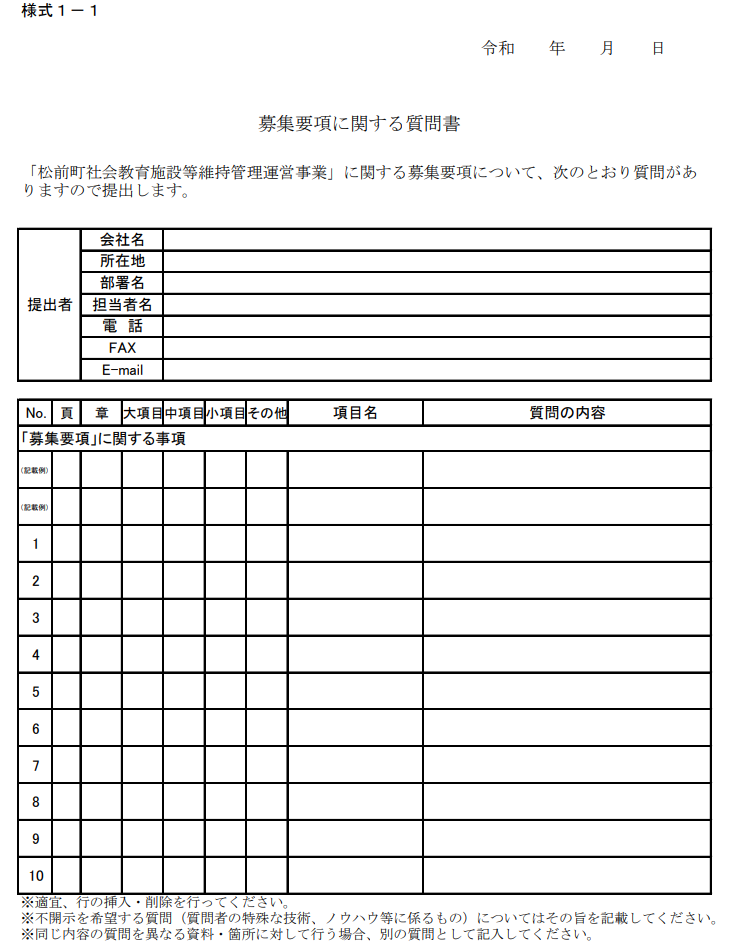 様式１－１
令和　　年　　月　　日
募集要項に関する質問書
「松前町社会教育施設等維持管理運営事業」に関する募集要項について、次のとおり質問があ
りますので提出します。
提出者
会社名
所在地
部署名
担当者名
電　話
FAX
E-mail
No. 頁 章 大項目 中項目 小項目 その他 項目名 質問の内容
「募集要項」に関する事項
（記載例）
（記載例）
1
2
3
4
5
6
7
8
9
10
※適宜、行の挿入・削除を行ってください。
※不開示を希望する質問（質問者の特殊な技術、ノウハウ等に係るもの）についてはその旨を記載してください。
※同じ内容の質問を異なる資料・箇所に対して行う場合、別の質問として記入してください。